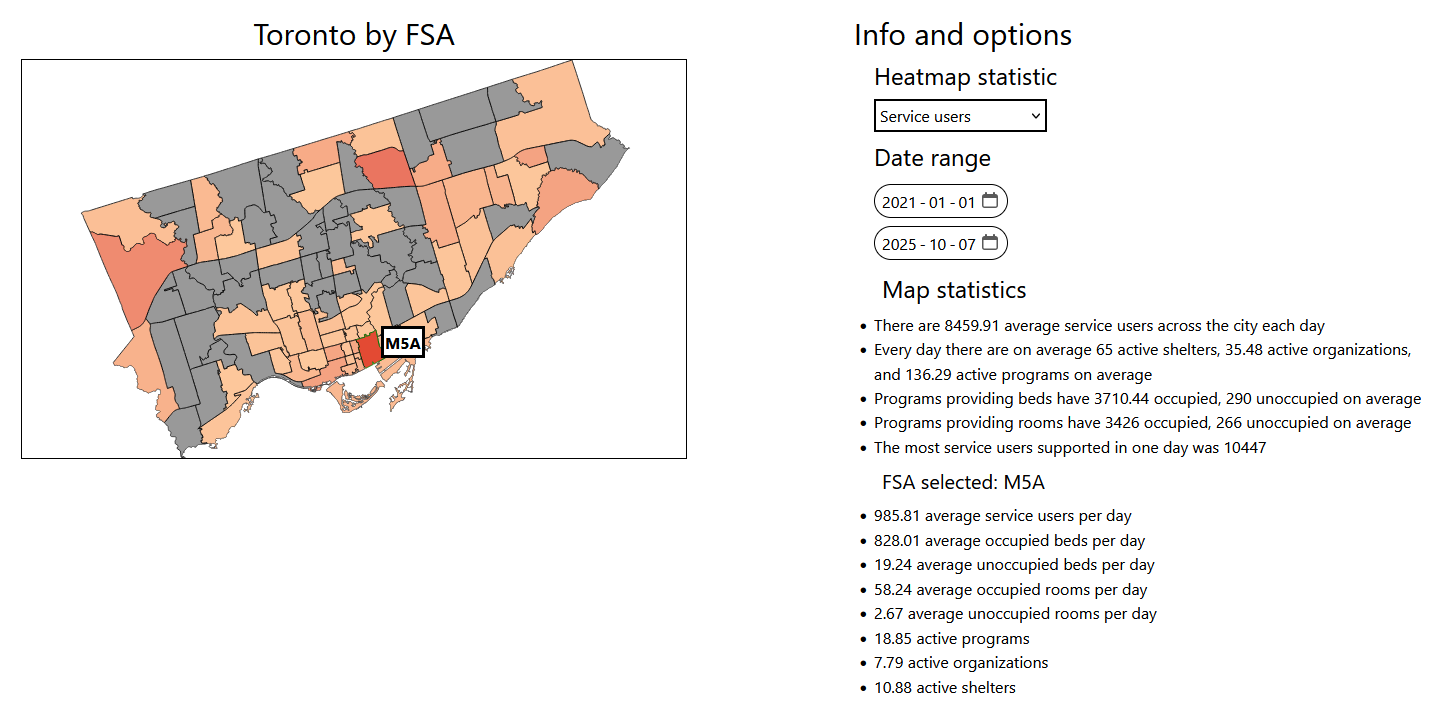 Toronto by FSA
M5A
Info and options
Heatmap statistic
Service users
Date range
2021 - 01 - 01
2025 - 10 - 07
Map statistics
• There are 8459.91 average service users across the city each day
• Every day there are on average 65 active shelters, 35.48 active organizations,
and 136.29 active programs on average
• Programs providing beds have 3710.44 occupied, 290 unoccupied on average
• Programs providing rooms have 3426 occupied, 266 unoccupied on average
• The most service users supported in one day was 10447
FSA selected: M5A
• 985.81 average service users per day
• 828.01 average occupied beds per day
• 19.24 average unoccupied beds per day
• 58.24 average occupied rooms per day
• 2.67 average unoccupied rooms per day
• 18.85 active programs
• 7.79 active organizations
• 10.88 active shelters